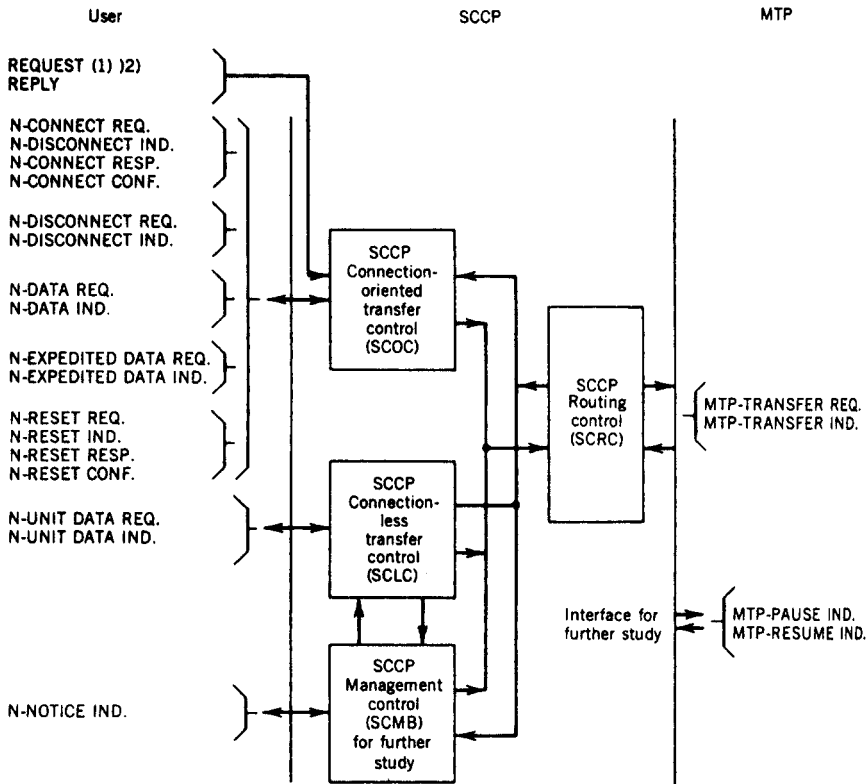 User
SCCP
MTP
REQUEST (1) )2)
REPLY
N-CONNECT REQ.
N-DISCONNECT IND.
N-CONNECT RESP.
N-CONNECT CONF.
N-DISCONNECT REQ.
N-DISCONNECT IND.
N-DATA REQ.
N-DATA IND.
N-EXPEDITED DATA REQ.
N-EXPEDITED DATA IND.
N-RESET REQ.
N-RESET IND.
N-RESET RESP.
N-RESET CONF.
N-UNIT DATA REQ.
N-UNIT DATA IND.
N-NOTICE IND.
SCCP
Connection-
oriented
transfer
control
(SCOC)
SCCP
Connection-
less
transfer
control
(SCLC)
SCCP
Management
control
(SCMB)
for further
study
SCCP
Routing
control
(SCRC)
MTP-TRANSFER REQ.
MTP-TRANSFER IND.
Interface for
further study
MTP-PAUSE IND.
MTP-RESUME IND.